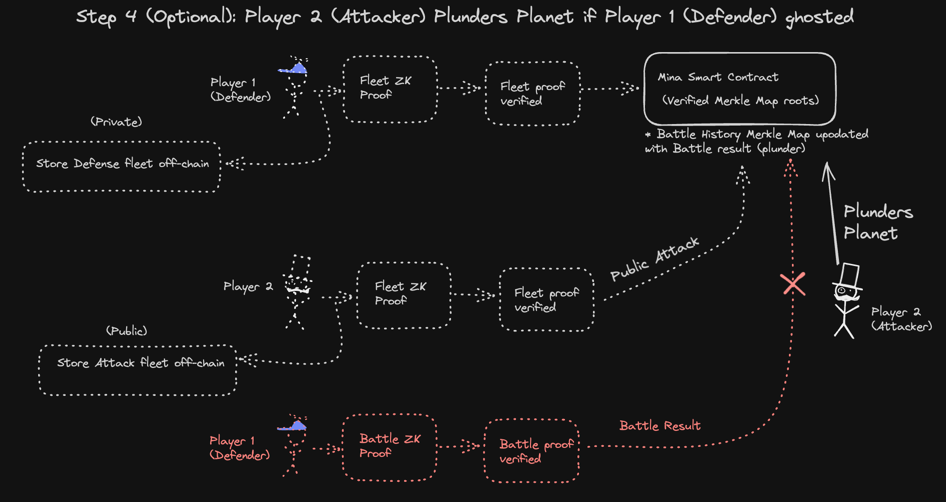 Step 4 (Optional): Player 2 (Attacker) Plunders Planet if Player 1 (Defender) ghosted
Player 1
(Defender)
Fleet ZK
Proof
Fleet proof
verified
Mina Smart Contract
(Verified Merkle Map roots)
* Battle History Merkle Map upodated
with Battle result (plunder)
(Private)
Store Defense fleet off-chain
Plunders
Planet
Player 2
(Attacker)
Public Attack
Player 2
Fleet ZK
Proof
Fleet proof
verified
(Public)
Store Attack fleet off-chain
Player 1
(Defender)
Battle ZK
Proof
Battle proof
verified
Battle Result